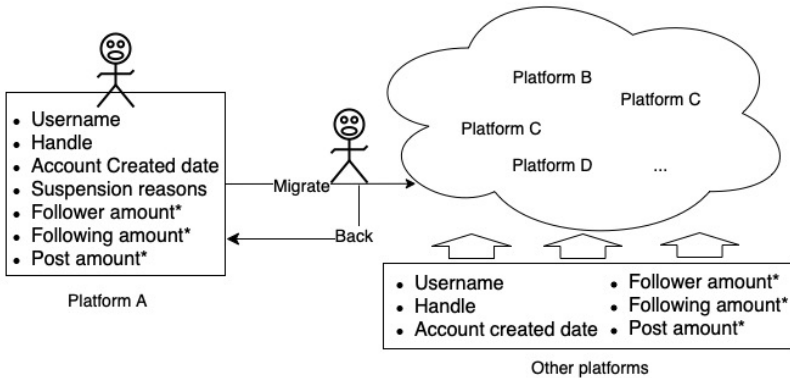 • Username
• Handle
• Account Created date
• Suspension reasons
• Follower amount*
• Following amount*
• Post amount*
Platform A
Migrate
Back
Platform B
Platform C
Platform C
Platform D
...
• Username
• Handle
• Account created date
• Follower amount*
• Following amount*
• Post amount*
Other platforms